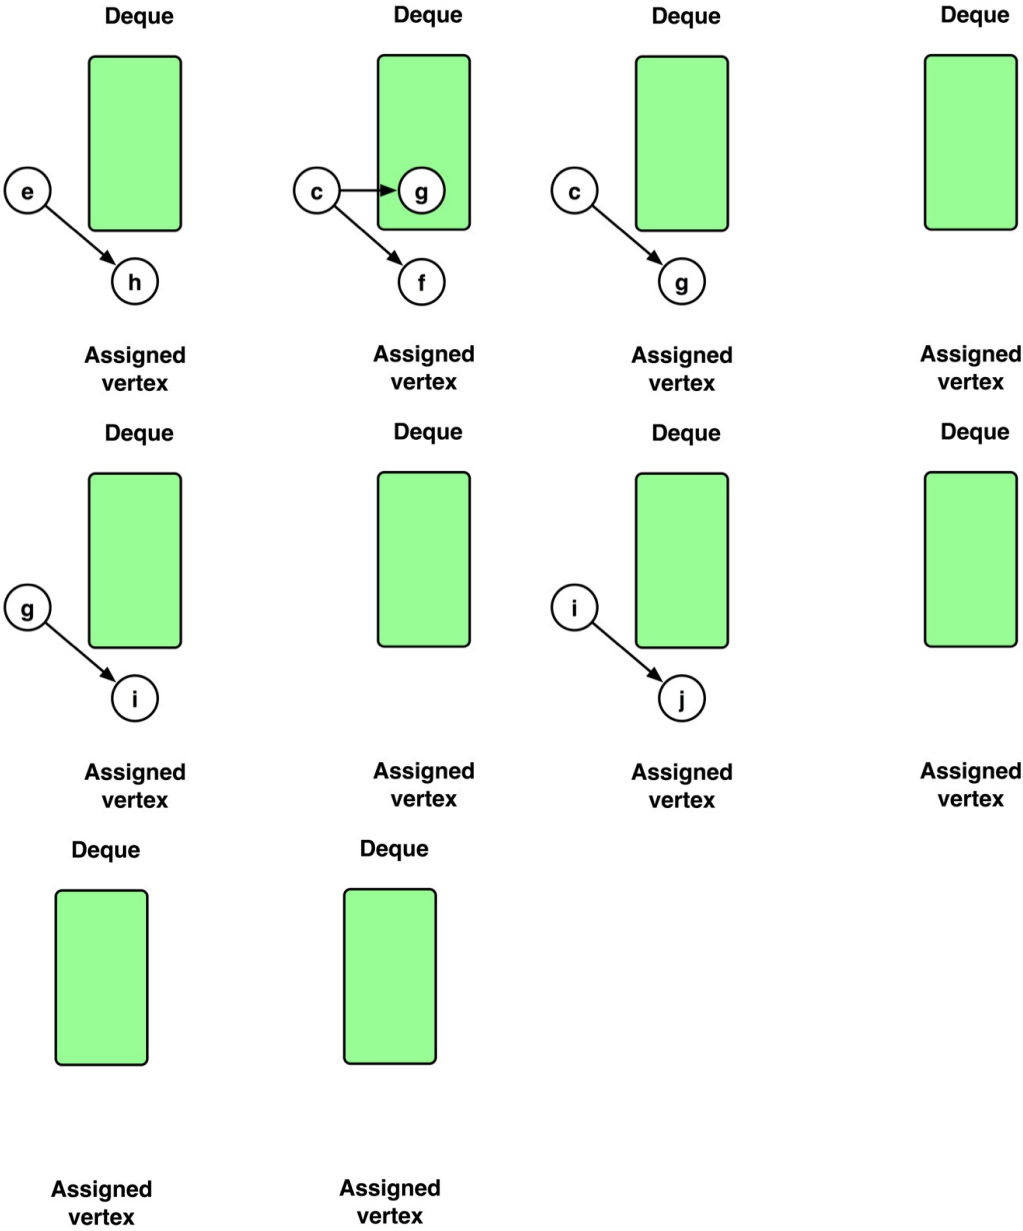 Deque Deque Deque Deque
e c g c
h f g
Assigned Assigned Assigned Assigned
vertex vertex vertex vertex
Deque Deque Deque Deque
g i
i j
Assigned Assigned Assigned Assigned
vertex vertex vertex vertex
Deque Deque
Assigned Assigned
vertex vertex